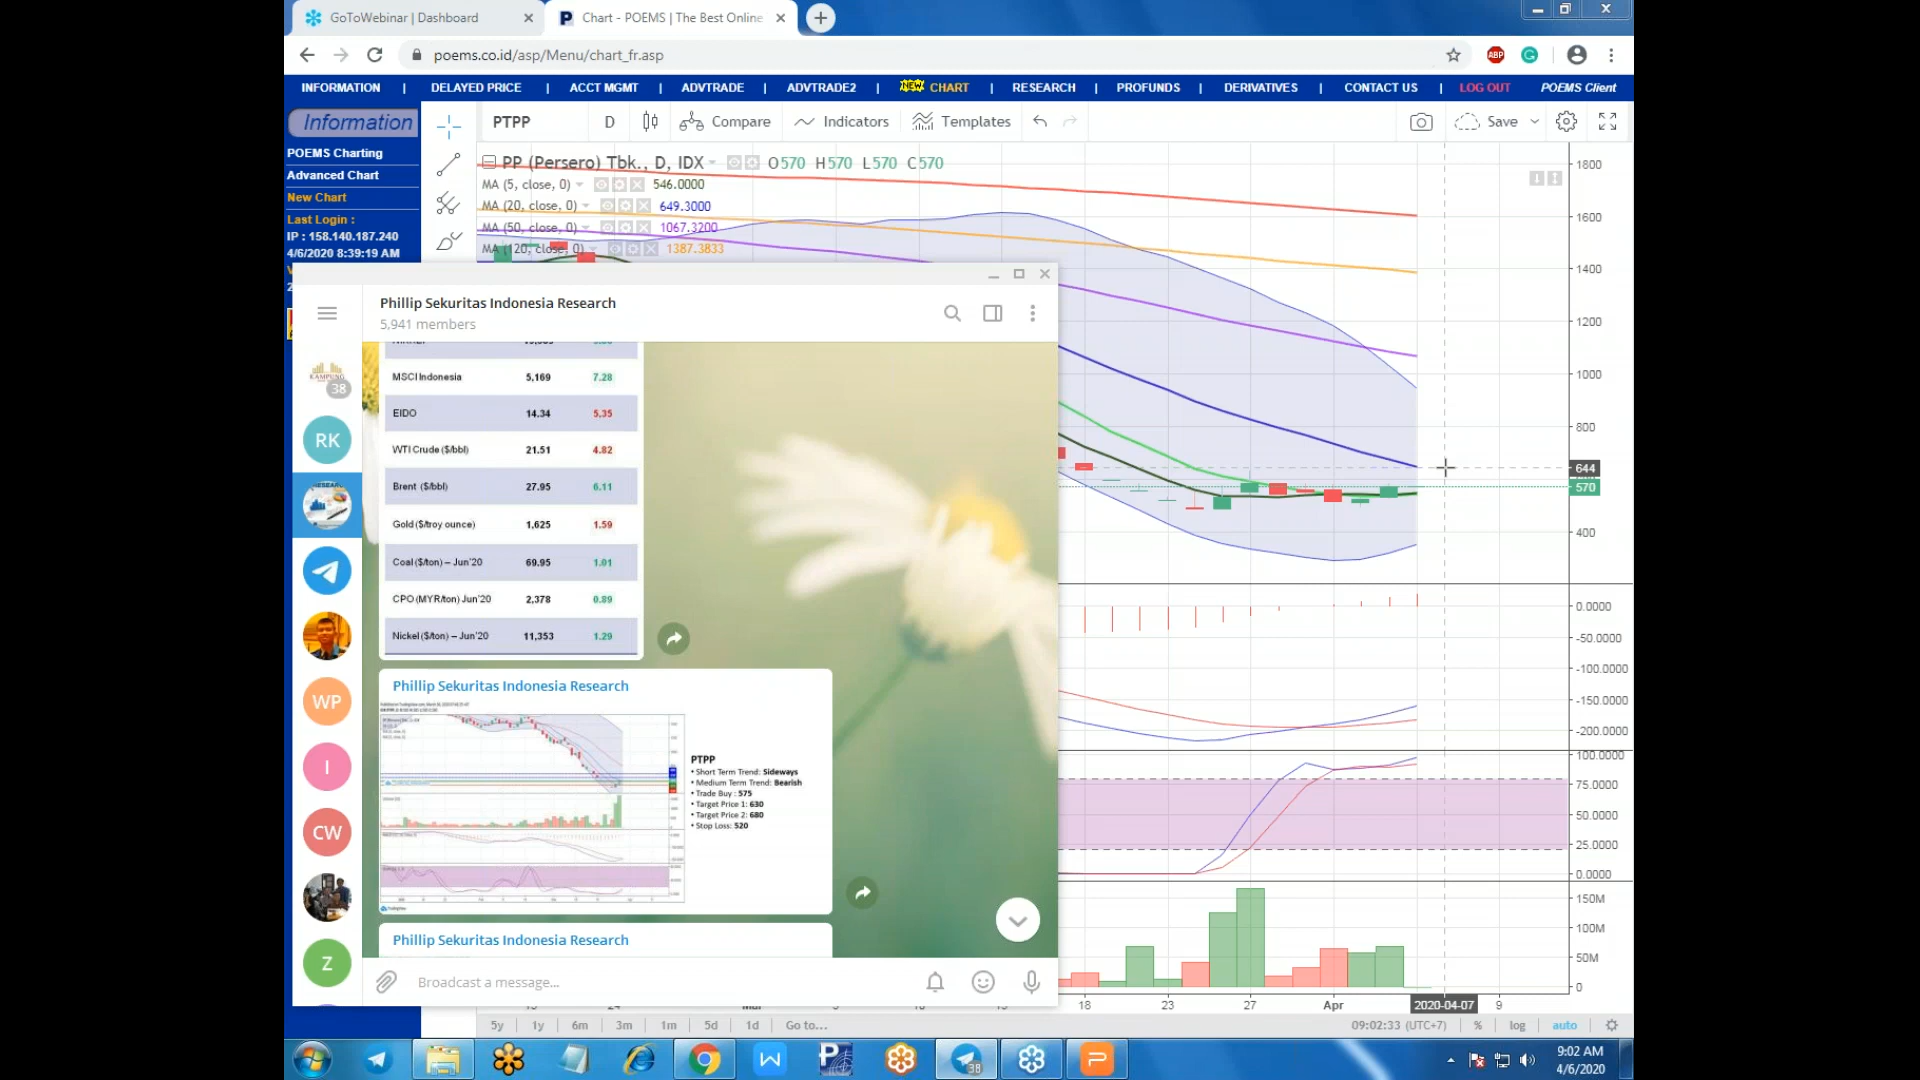 GoToWebinar | Dashboard
Chart - POEMS | The Best Online
poems.co.id/asp/Menu/chart_fr.asp
ABP
INFORMATION | DELAYED PRICE | ACCT MGMT | ADVTRADE | ADVTRADE2 | NEW CHART | RESEARCH | PROFUNDS | DERIVATIVES | CONTACT US | LOG OUT POEMS Client
Information
POEMS Charting
Advanced Chart
New Chart
Last Login :
IP : 158.140.187.240
4/6/2020 8:39:19 AM
PTPP D Compare Indicators Templates Save
PP (Persero) Tbk., D, IDX O570 H570 L570 C570
MA (5, close, 0) 546.0000
MA (20, close, 0) 649.3000
MA (50, close, 0) 1067.3200
MA (120, close, 0) 1387.3833
1800
1600
1400
1200
1000
800
644
570
400
0.0000
-50.0000
-100.0000
-150.0000
-200.0000
100.0000
75.0000
50.0000
25.0000
0.0000
150M
100M
50M
0
Phillip Sekuritas Indonesia Research
5,941 members
KAMPUNG
38
RK
WP
I
CW
Z
MSCI Indonesia 5,169 7.28
EIDO 14.34 5.35
WTI Crude ($/bbl) 21.51 4.82
Brent ($/bbl) 27.95 6.11
Gold ($/troy ounce) 1,625 1.59
Coal ($/ton) – Jun'20 69.95 1.01
CPO (MYR/ton) Jun'20 2,378 0.89
Nickel ($/ton) – Jun'20 11,353 1.29
Phillip Sekuritas Indonesia Research
PTPP
• Short Term Trend: Sideways
• Medium Term Trend: Bearish
• Trade Buy : 575
• Target Price 1: 630
• Target Price 2: 680
• Stop Loss: 520
Phillip Sekuritas Indonesia Research
Broadcast a message...
18 23 27 Apr 2020-04-07 9
5y 1y 6m 3m 1m 5d 1d Go to...
09:02:33 (UTC+7) % log auto
38
9:02 AM
4/6/2020